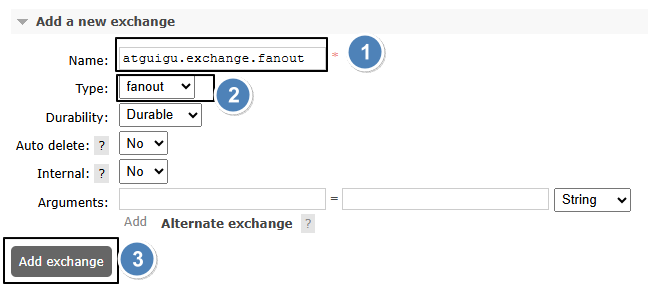 Add a new exchange
Name: atguigu.exchange.fanout * 1
Type: fanout 2
Durability: Durable
Auto delete: ? No
Internal: ? No
Arguments: = String
Add Alternate exchange ?
Add exchange 3